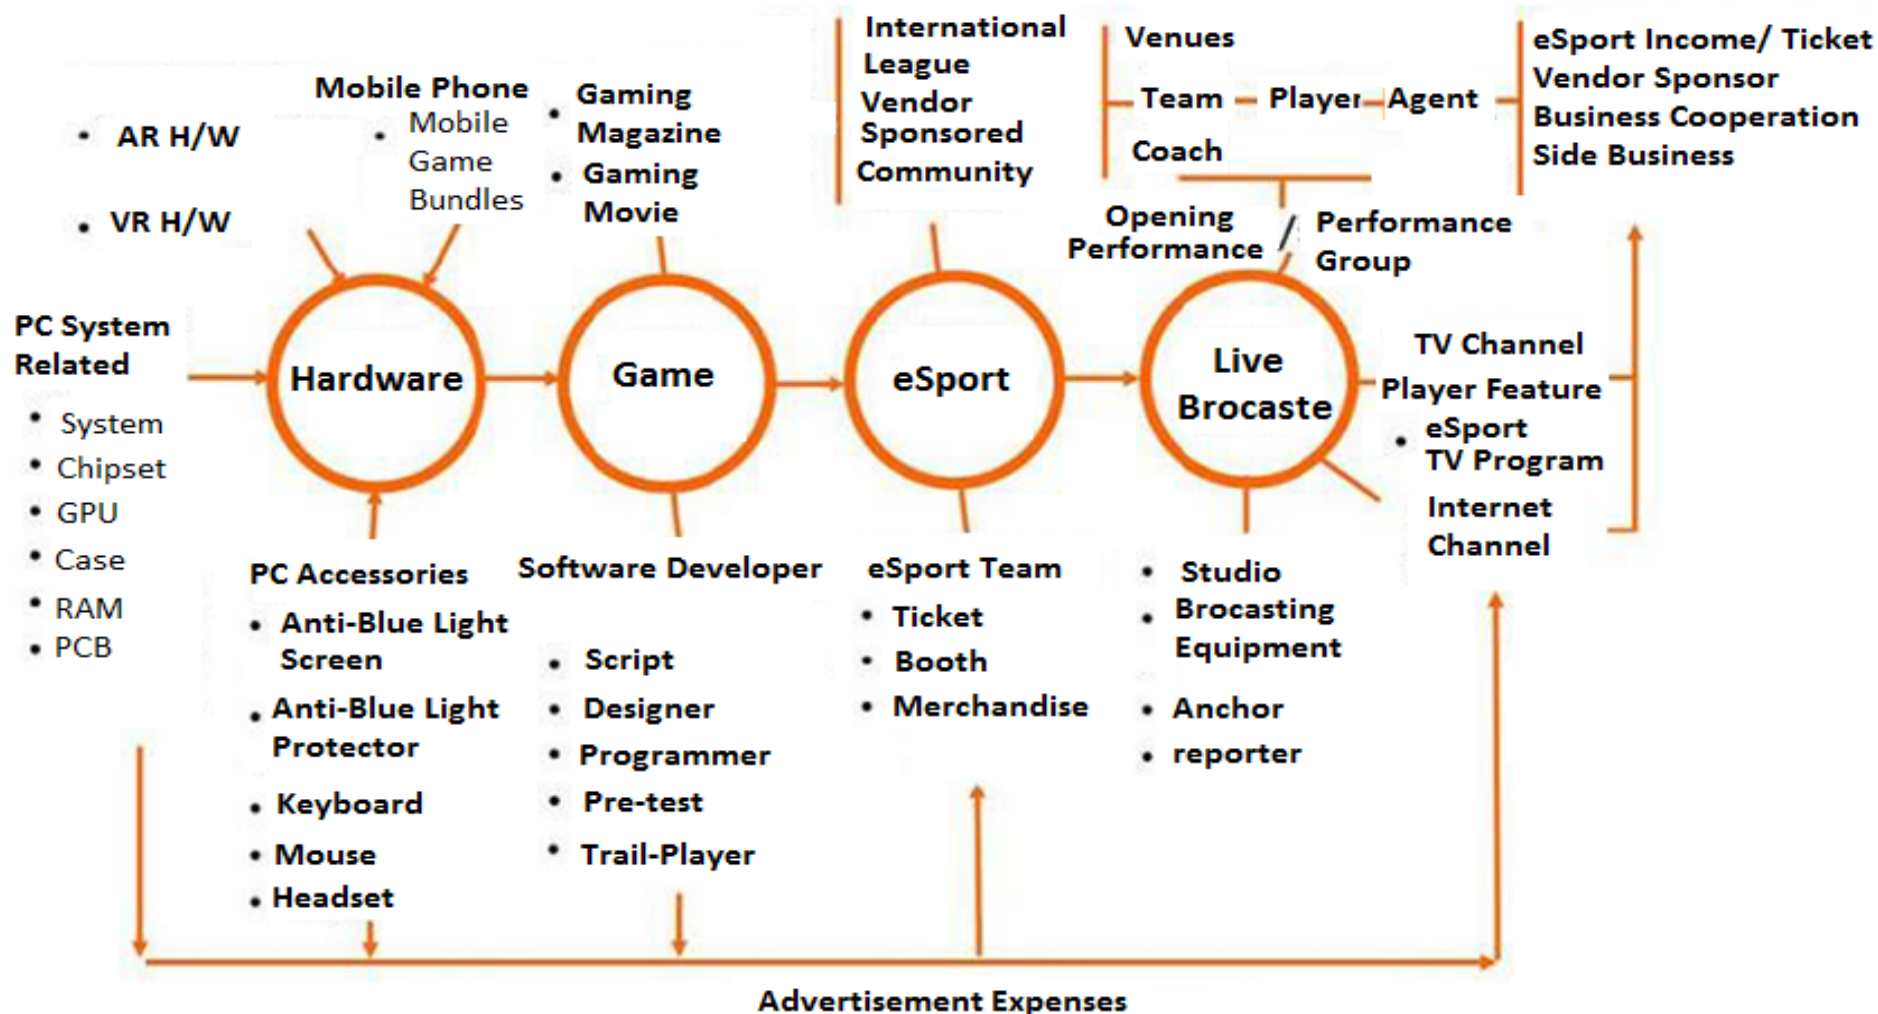 AR H/W
VR H/W
Mobile Phone
Mobile
Game
Bundles
Gaming
Magazine
Gaming
Movie
International
League
Vendor
Sponsored
Community
Venues
Team
Player
Agent
Coach
eSport Income/ Ticket
Vendor Sponsor
Business Cooperation
Side Business
Opening
Performance
/
Performance
Group
PC System
Related
System
Chipset
GPU
Case
RAM
PCB
Hardware
Game
eSport
Live
Brocaste
TV Channel
Player Feature
eSport
TV Program
Internet
Channel
PC Accessories
Anti-Blue Light
Screen
Anti-Blue Light
Protector
Keyboard
Mouse
Headset
Software Developer
Script
Designer
Programmer
Pre-test
Trail-Player
eSport Team
Ticket
Booth
Merchandise
Studio
Brocasting
Equipment
Anchor
reporter
Advertisement Expenses